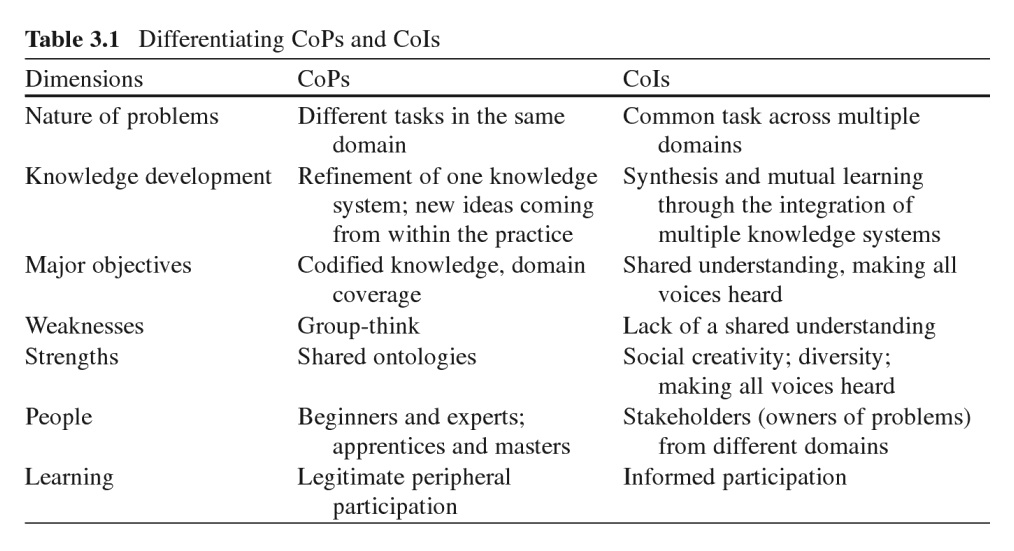 Table 3.1 Differentiating CoPs and CoIs
Dimensions CoPs CoIs
Nature of problems Different tasks in the same Common task across multiple
domain domains
Knowledge development Refinement of one knowledge Synthesis and mutual learning
system; new ideas coming through the integration of
from within the practice multiple knowledge systems
Major objectives Codified knowledge, domain Shared understanding, making all
coverage voices heard
Weaknesses Group-think Lack of a shared understanding
Strengths Shared ontologies Social creativity; diversity;
making all voices heard
People Beginners and experts; Stakeholders (owners of problems)
apprentices and masters from different domains
Learning Legitimate peripheral Informed participation
participation